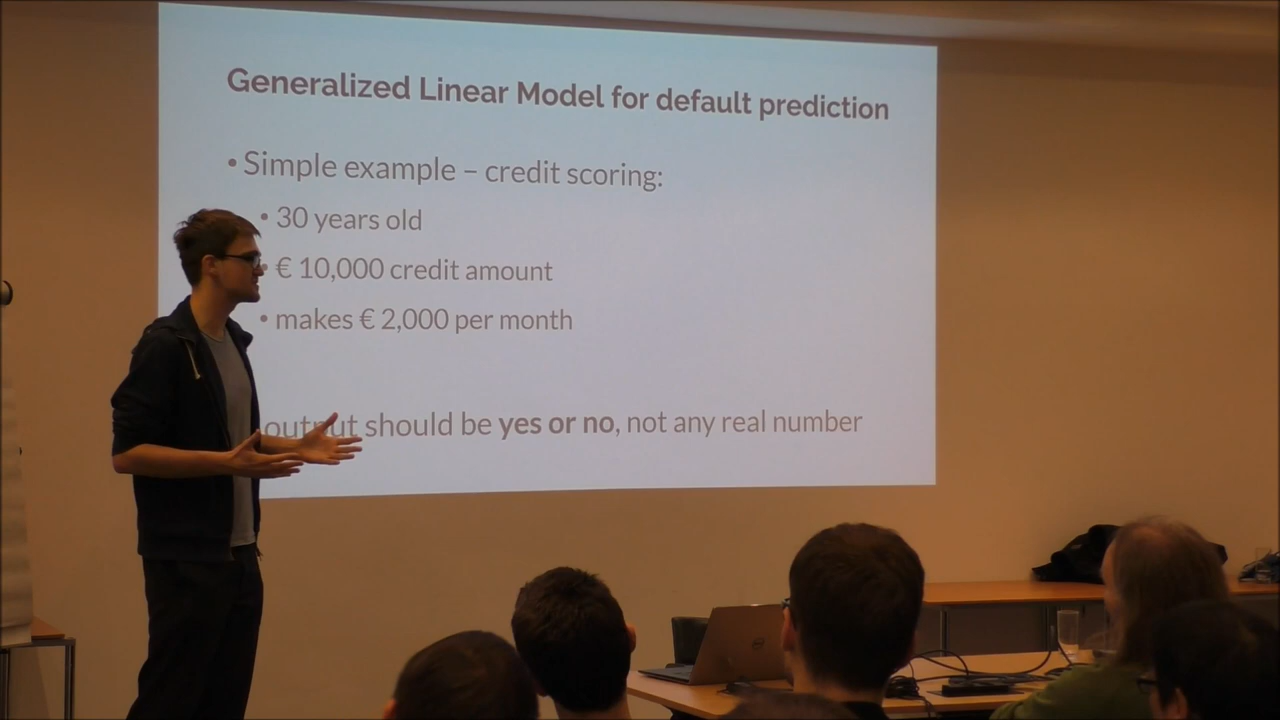 Generalized Linear Model for default prediction
• Simple example – credit scoring:
• 30 years old
• € 10,000 credit amount
• makes € 2,000 per month
output should be yes or no, not any real number